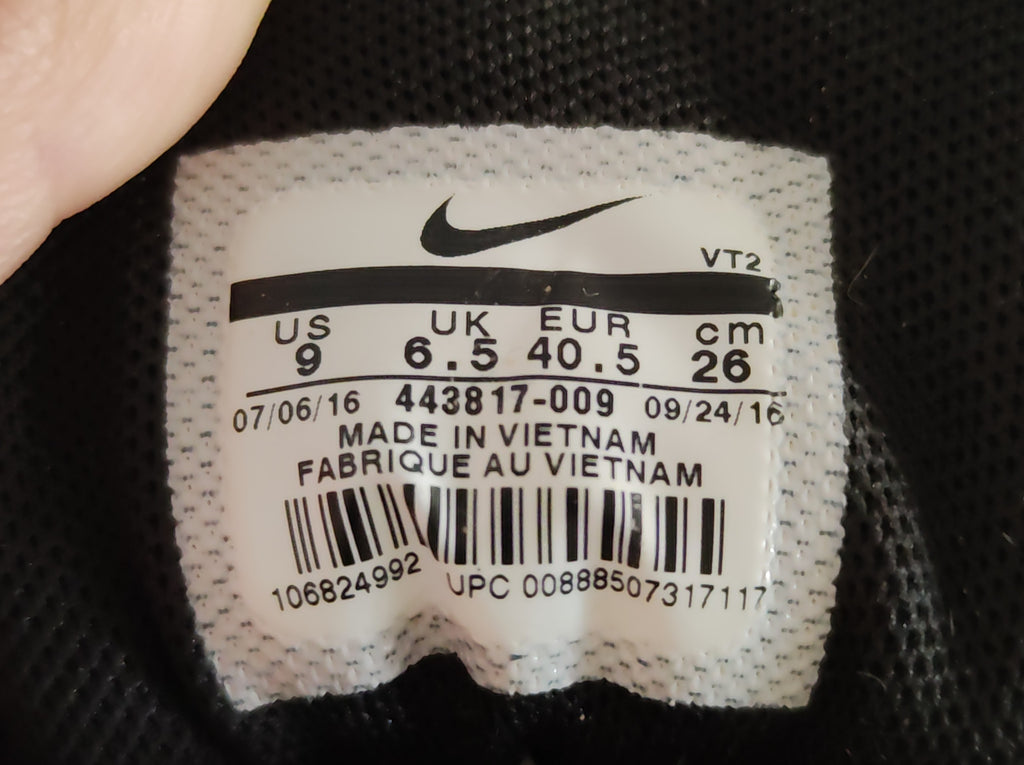 VT2
US UK EUR cm
9 6.5 40.5 26
07/06/16 443817-009 09/24/16
MADE IN VIETNAM
FABRIQUE AU VIETNAM
106824992 UPC 00888507317117